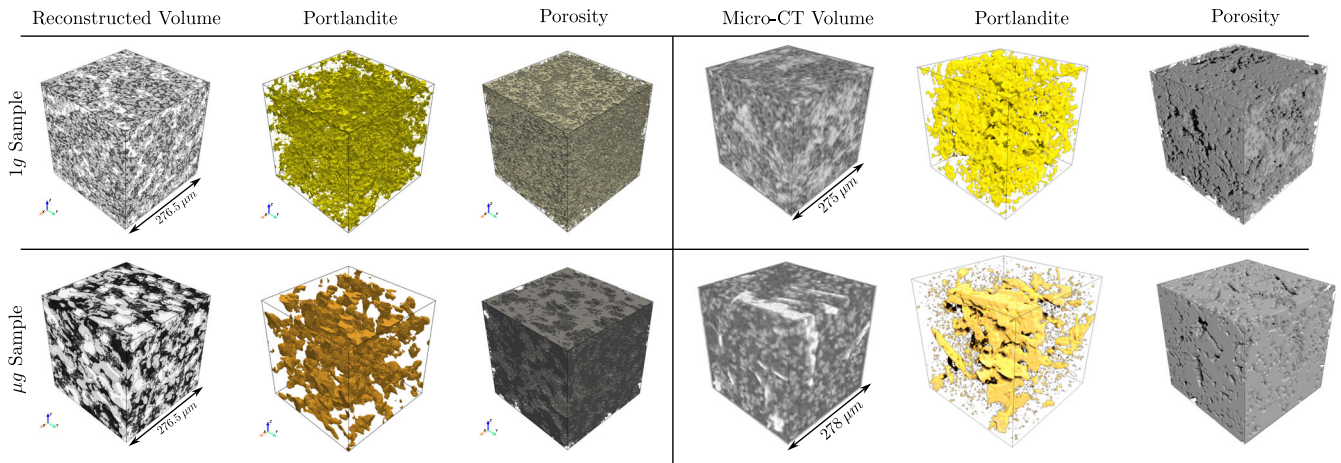 Reconstructed Volume Portlandite Porosity Micro-CT Volume Portlandite Porosity
1g Sample
276.5 μm
275 μm
μg Sample
276.5 μm
278 μm